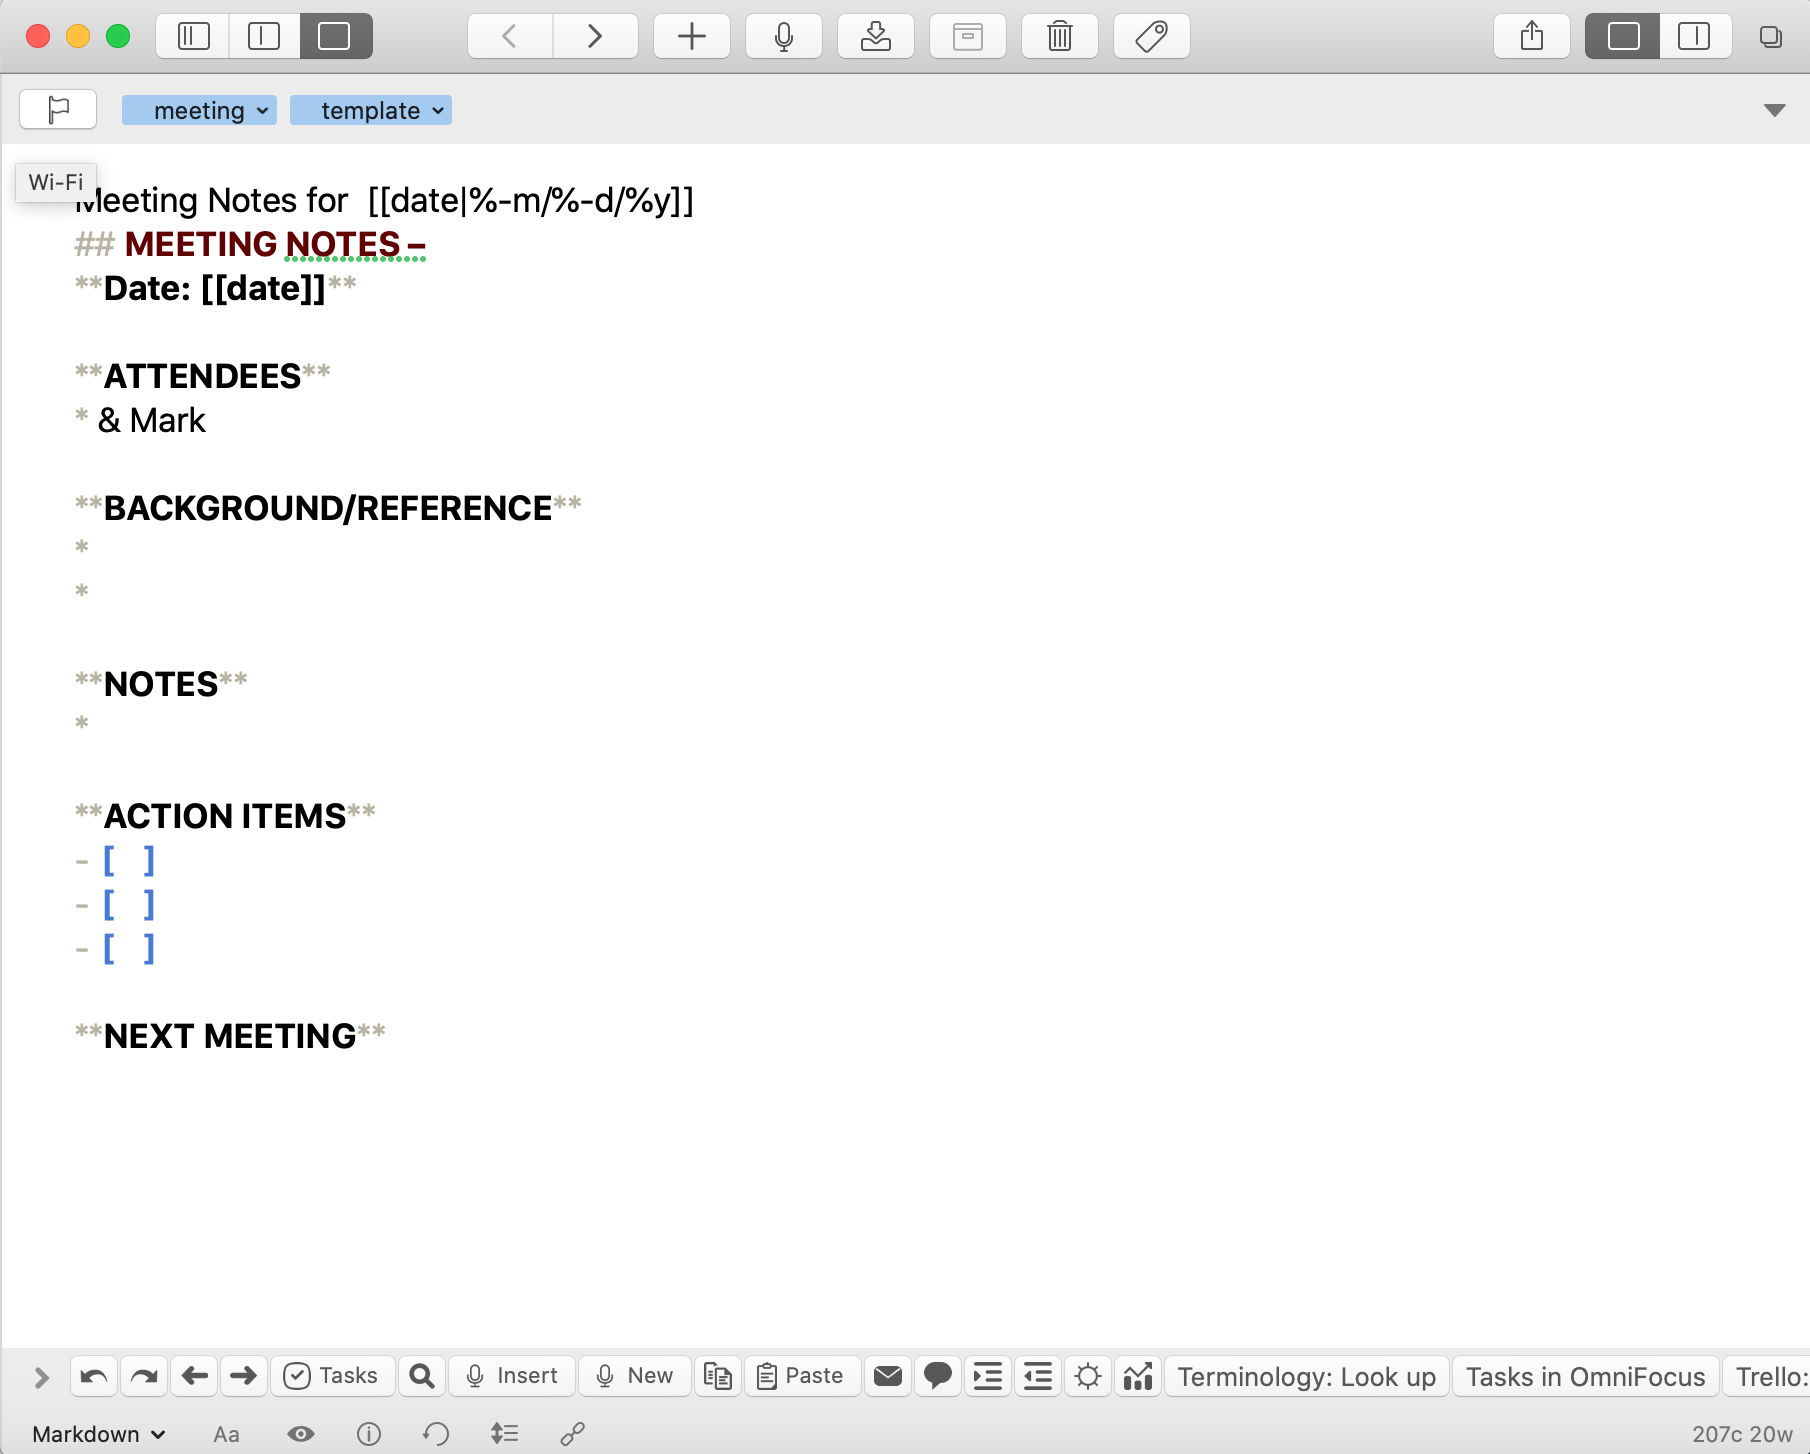 meeting template
Wi-Fi
Meeting Notes for  [[date|%-m/%-d/%y]]
## MEETING NOTES –
**Date: [[date]]**
**ATTENDEES**
* & Mark
**BACKGROUND/REFERENCE**
*
*
**NOTES**
*
**ACTION ITEMS**
- [ ]
- [ ]
- [ ]
**NEXT MEETING**
Tasks Insert New Paste Terminology: Look up Tasks in OmniFocus Trello:
Markdown Aa 207c 20w